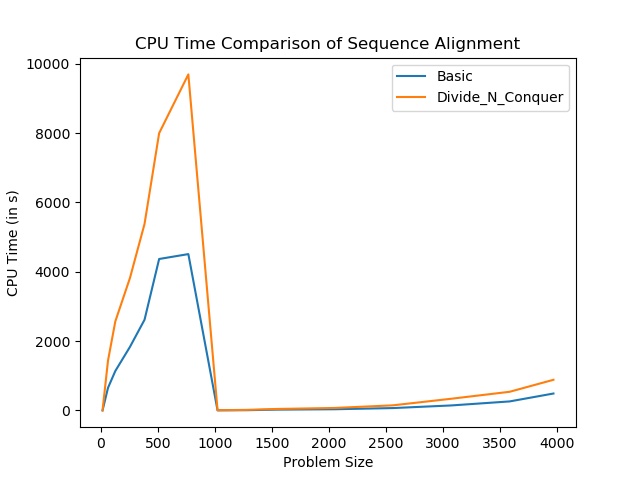 CPU Time Comparison of Sequence Alignment
Basic
Divide_N_Conquer
CPU Time (in s)
10000
8000
6000
4000
2000
0
0 500 1000 1500 2000 2500 3000 3500 4000
Problem Size